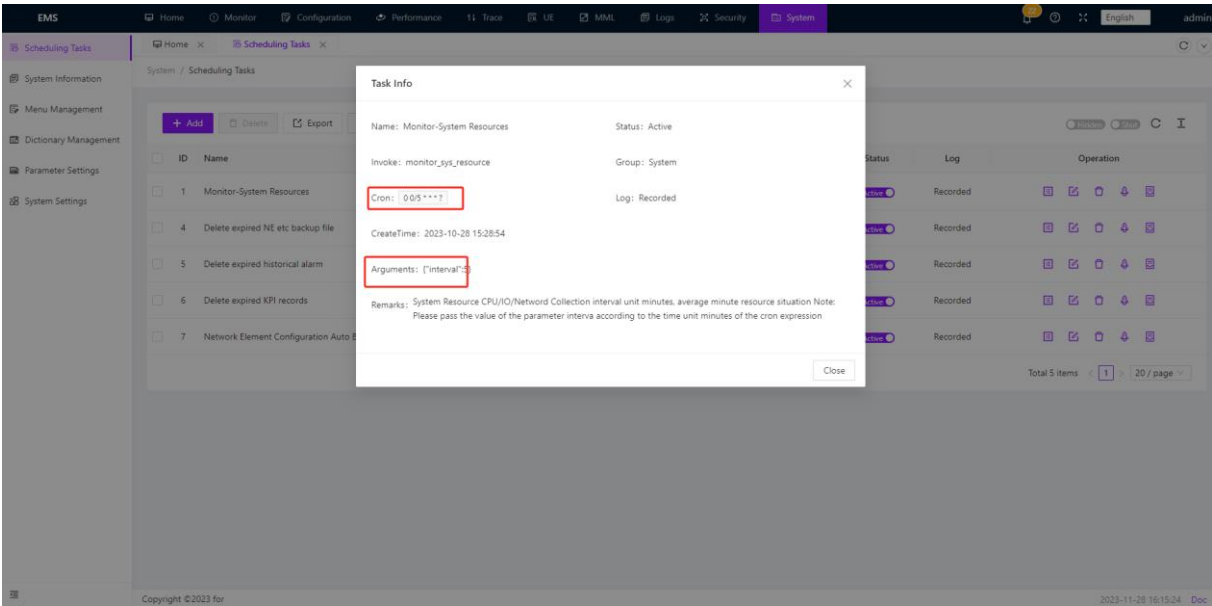 EMS Home Monitor Configuration Performance Trace UE MML Logs Security System 22 English admin
Scheduling Tasks Home Scheduling Tasks
System Information System / Scheduling Tasks
Task Info
Menu Management
Add Delete Export Name: Monitor-System Resources Status: Active
Dictionary Management
ID Name Invoke: monitor_sys_resource Group: System Status Log Operation
Parameter Settings
1 Monitor-System Resources Cron: 0 0/5 * * * ? Log: Recorded Recorded
System Settings
4 Delete expired NE etc backup file CreateTime: 2023-10-28 15:28:54 Recorded
5 Delete expired historical alarm Arguments: {"interval":5} Recorded
6 Delete expired KPI records Remarks: System Resource CPU/IO/Netword Collection interval unit minutes, average minute resource situation Note: Recorded
Please pass the value of the parameter interva according to the time unit minutes of the cron expression
7 Network Element Configuration Auto Recorded
Close
Total 5 items < 1 > 20 / page
Copyright ©2023 for 2023-11-28 16:15:24 Doc